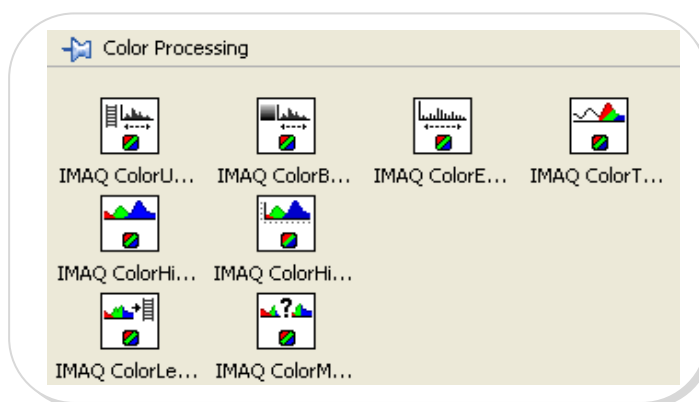 Color Processing
IMAQ ColorU... IMAQ ColorB... IMAQ ColorE... IMAQ ColorT...
IMAQ ColorHi... IMAQ ColorHi...
IMAQ ColorLe... IMAQ ColorM...